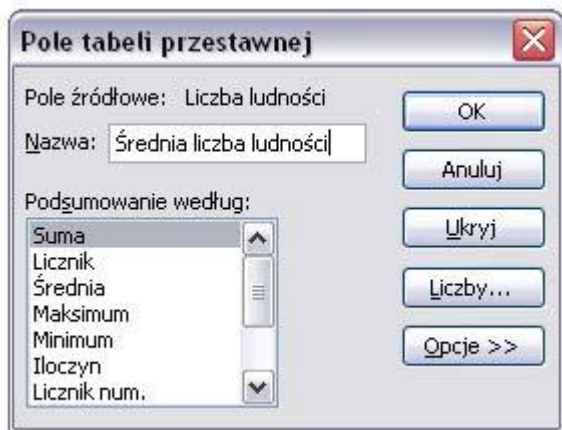 Pole tabeli przestawnej
Pole źródłowe: Liczba ludności
Nazwa: Średnia liczba ludności
Podsumowanie według:
Suma
Licznik
Średnia
Maksimum
Minimum
Iloczyn
Licznik num.
OK
Anuluj
Ukryj
Liczby...
Opcje >>